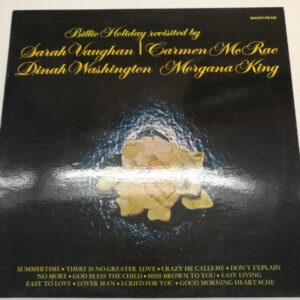 MAINSTREAM
Billie Holiday revisited by
Sarah Vaughan | Carmen McRae
Dinah Washington Morgana King
SUMMERTIME • THERE IS NO GREATER LOVE • CRAZY HE CALLS ME • DON'T EXPLAIN
NO MORE • GOD BLESS THE CHILD • MISS BROWN TO YOU • EASY LIVING
EASY TO LOVE • LOVER MAN • I CRIED FOR YOU • GOOD MORNING HEARTACHE